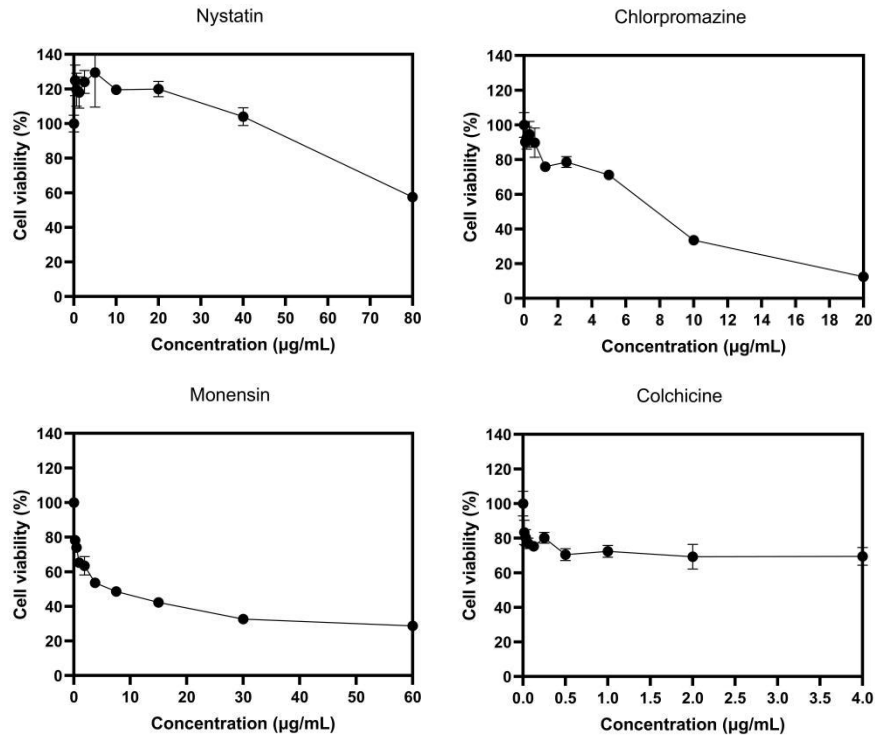 Nystatin
Cell viability (%)
140
120
100
80
60
40
20
0
0 10 20 30 40 50 60 70 80
Concentration (µg/mL)
Chlorpromazine
Cell viability (%)
140
120
100
80
60
40
20
0
0 2 4 6 8 10 12 14 16 18 20
Concentration (µg/mL)
Monensin
Cell viability (%)
140
120
100
80
60
40
20
0
0 10 20 30 40 50 60
Concentration (µg/mL)
Colchicine
Cell viability (%)
140
120
100
80
60
40
20
0
0.0 0.5 1.0 1.5 2.0 2.5 3.0 3.5 4.0
Concentration (µg/mL)